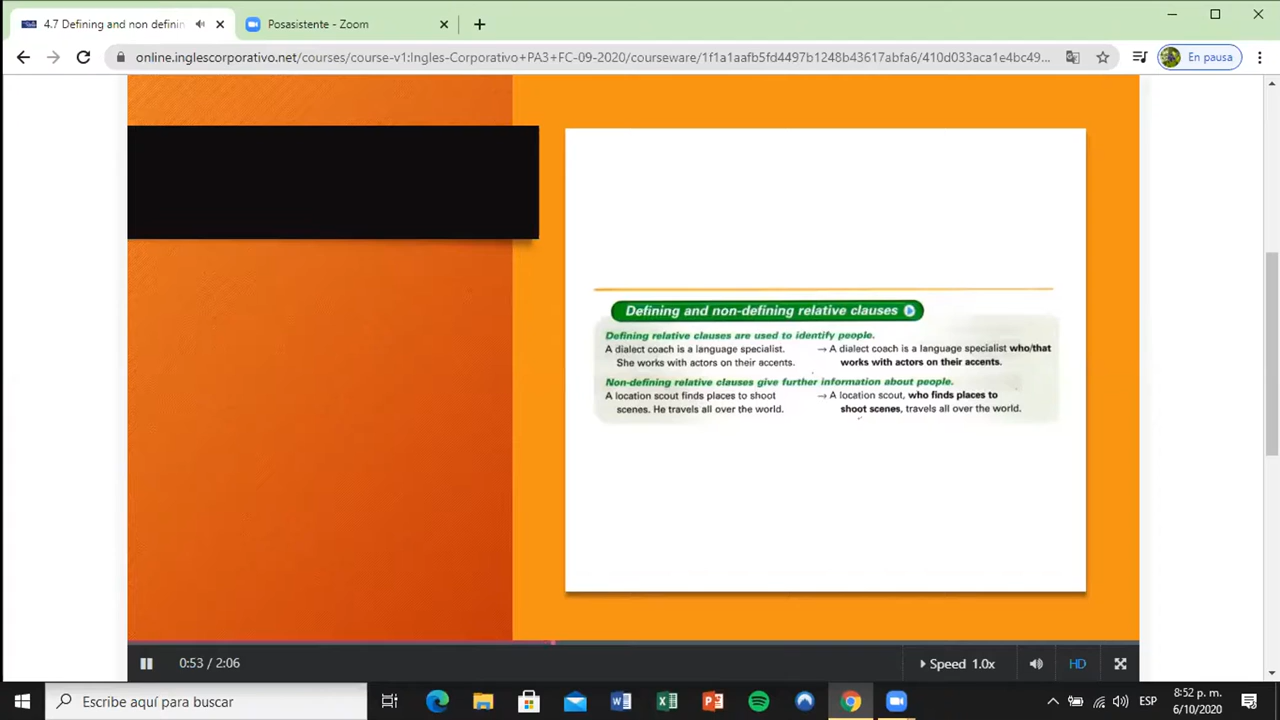 4.7 Defining and non definin
Posasistente - Zoom
online.inglescorporativo.net/courses/course-v1:Ingles-Corporativo+PA3+FC-09-2020/courseware/1f1a1aafb5fd4497b1248b43617abfa6/410d033aca1e4bc49...
En pausa
Defining and non-defining relative clauses
Defining relative clauses are used to identify people.
A dialect coach is a language specialist. → A dialect coach is a language specialist who/that
She works with actors on their accents. works with actors on their accents.
Non-defining relative clauses give further information about people.
A location scout finds places to shoot → A location scout, who finds places to
scenes. He travels all over the world. shoot scenes, travels all over the world.
0:53 / 2:06
Speed 1.0x
HD
Escribe aquí para buscar
ESP
8:52 p. m.
6/10/2020